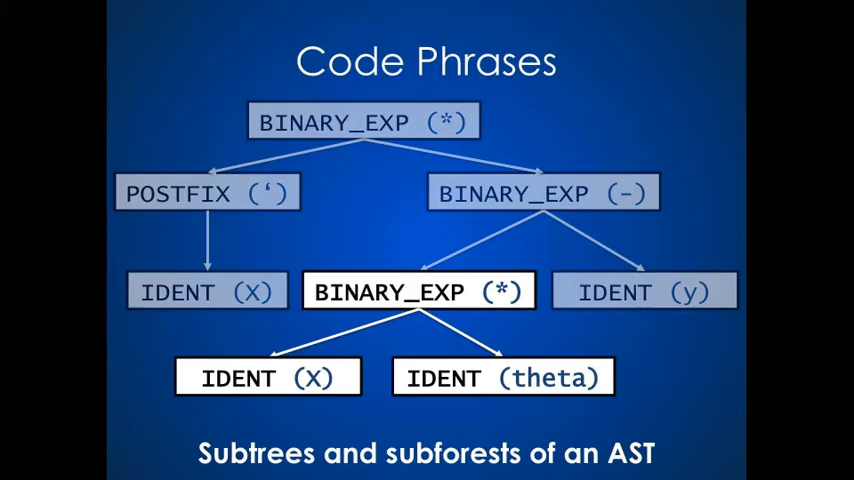 Code Phrases
BINARY_EXP (*)
POSTFIX (‘)
BINARY_EXP (-)
IDENT (X)
BINARY_EXP (*)
IDENT (y)
IDENT (X)
IDENT (theta)
Subtrees and subforests of an AST